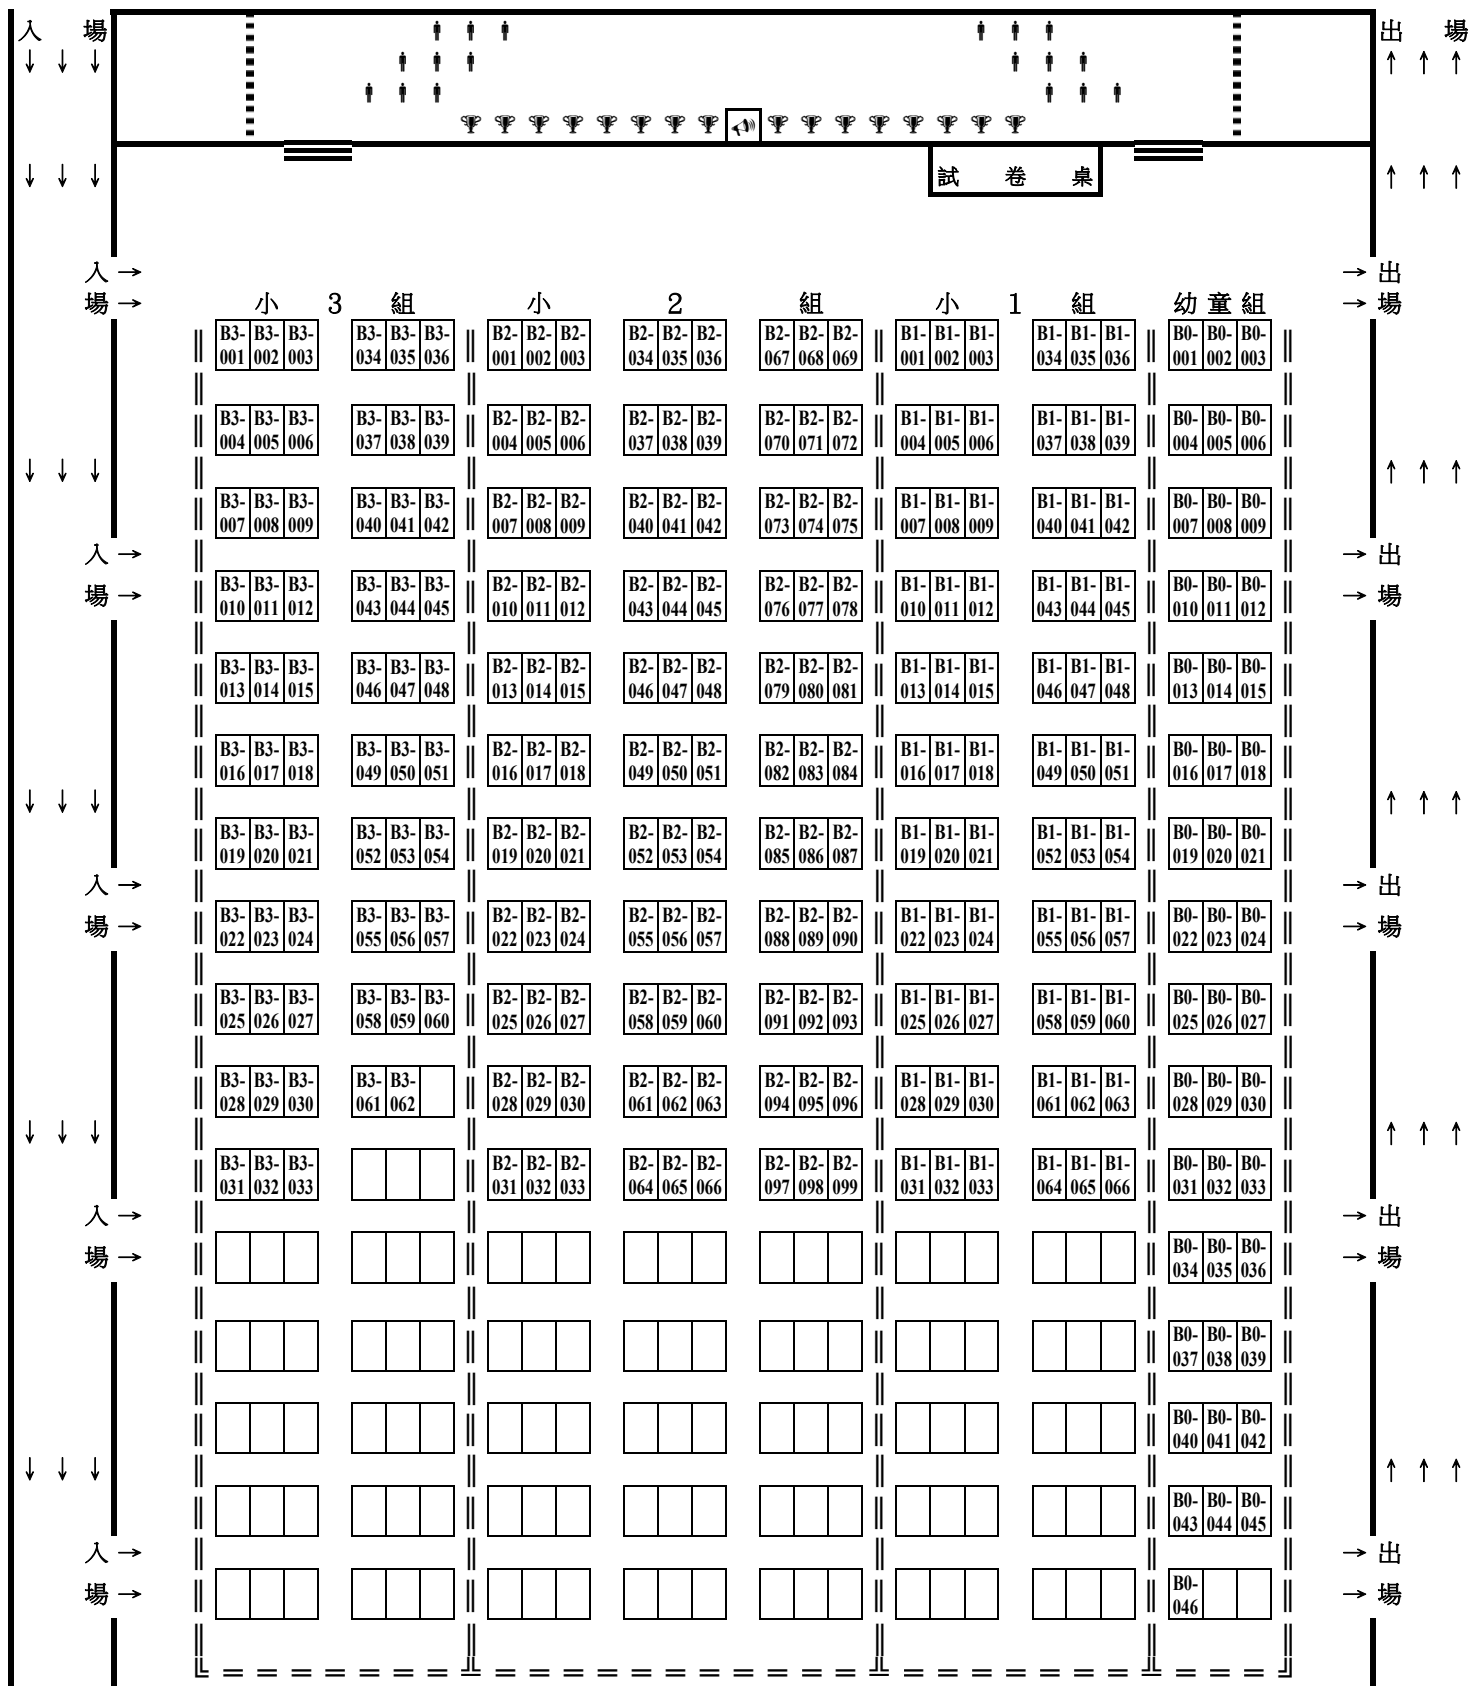 入 場 出 場
↓ ↓ ↓ ↑ ↑ ↑
↓ ↓ ↓ 試 卷 桌 ↑ ↑ ↑
入 → → 出
場 → 小 3 組 小 2 組 小 1 組 幼 童 組 → 場
B3-001 B3-002 B3-003 B3-034 B3-035 B3-036 B2-001 B2-002 B2-003 B2-034 B2-035 B2-036 B2-067 B2-068 B2-069 B1-001 B1-002 B1-003 B1-034 B1-035 B1-036 B0-001 B0-002 B0-003
B3-004 B3-005 B3-006 B3-037 B3-038 B3-039 B2-004 B2-005 B2-006 B2-037 B2-038 B2-039 B2-070 B2-071 B2-072 B1-004 B1-005 B1-006 B1-037 B1-038 B1-039 B0-004 B0-005 B0-006
↓ ↓ ↓ ↑ ↑ ↑
B3-007 B3-008 B3-009 B3-040 B3-041 B3-042 B2-007 B2-008 B2-009 B2-040 B2-041 B2-042 B2-073 B2-074 B2-075 B1-007 B1-008 B1-009 B1-040 B1-041 B1-042 B0-007 B0-008 B0-009
入 → → 出
場 → → 場
B3-010 B3-011 B3-012 B3-043 B3-044 B3-045 B2-010 B2-011 B2-012 B2-043 B2-044 B2-045 B2-076 B2-077 B2-078 B1-010 B1-011 B1-012 B1-043 B1-044 B1-045 B0-010 B0-011 B0-012
B3-013 B3-014 B3-015 B3-046 B3-047 B3-048 B2-013 B2-014 B2-015 B2-046 B2-047 B2-048 B2-079 B2-080 B2-081 B1-013 B1-014 B1-015 B1-046 B1-047 B1-048 B0-013 B0-014 B0-015
B3-016 B3-017 B3-018 B3-049 B3-050 B3-051 B2-016 B2-017 B2-018 B2-049 B2-050 B2-051 B2-082 B2-083 B2-084 B1-016 B1-017 B1-018 B1-049 B1-050 B1-051 B0-016 B0-017 B0-018
↓ ↓ ↓ ↑ ↑ ↑
B3-019 B3-020 B3-021 B3-052 B3-053 B3-054 B2-019 B2-020 B2-021 B2-052 B2-053 B2-054 B2-085 B2-086 B2-087 B1-019 B1-020 B1-021 B1-052 B1-053 B1-054 B0-019 B0-020 B0-021
入 → → 出
場 → → 場
B3-022 B3-023 B3-024 B3-055 B3-056 B3-057 B2-022 B2-023 B2-024 B2-055 B2-056 B2-057 B2-088 B2-089 B2-090 B1-022 B1-023 B1-024 B1-055 B1-056 B1-057 B0-022 B0-023 B0-024
B3-025 B3-026 B3-027 B3-058 B3-059 B3-060 B2-025 B2-026 B2-027 B2-058 B2-059 B2-060 B2-091 B2-092 B2-093 B1-025 B1-026 B1-027 B1-058 B1-059 B1-060 B0-025 B0-026 B0-027
B3-028 B3-029 B3-030 B3-061 B3-062 B2-028 B2-029 B2-030 B2-061 B2-062 B2-063 B2-094 B2-095 B2-096 B1-028 B1-029 B1-030 B1-061 B1-062 B1-063 B0-028 B0-029 B0-030
↓ ↓ ↓ ↑ ↑ ↑
B3-031 B3-032 B3-033 B2-031 B2-032 B2-033 B2-064 B2-065 B2-066 B2-097 B2-098 B2-099 B1-031 B1-032 B1-033 B1-064 B1-065 B1-066 B0-031 B0-032 B0-033
入 → → 出
場 → → 場
B0-034 B0-035 B0-036
B0-037 B0-038 B0-039
B0-040 B0-041 B0-042
↓ ↓ ↓ ↑ ↑ ↑
B0-043 B0-044 B0-045
入 → → 出
場 → → 場
B0-046